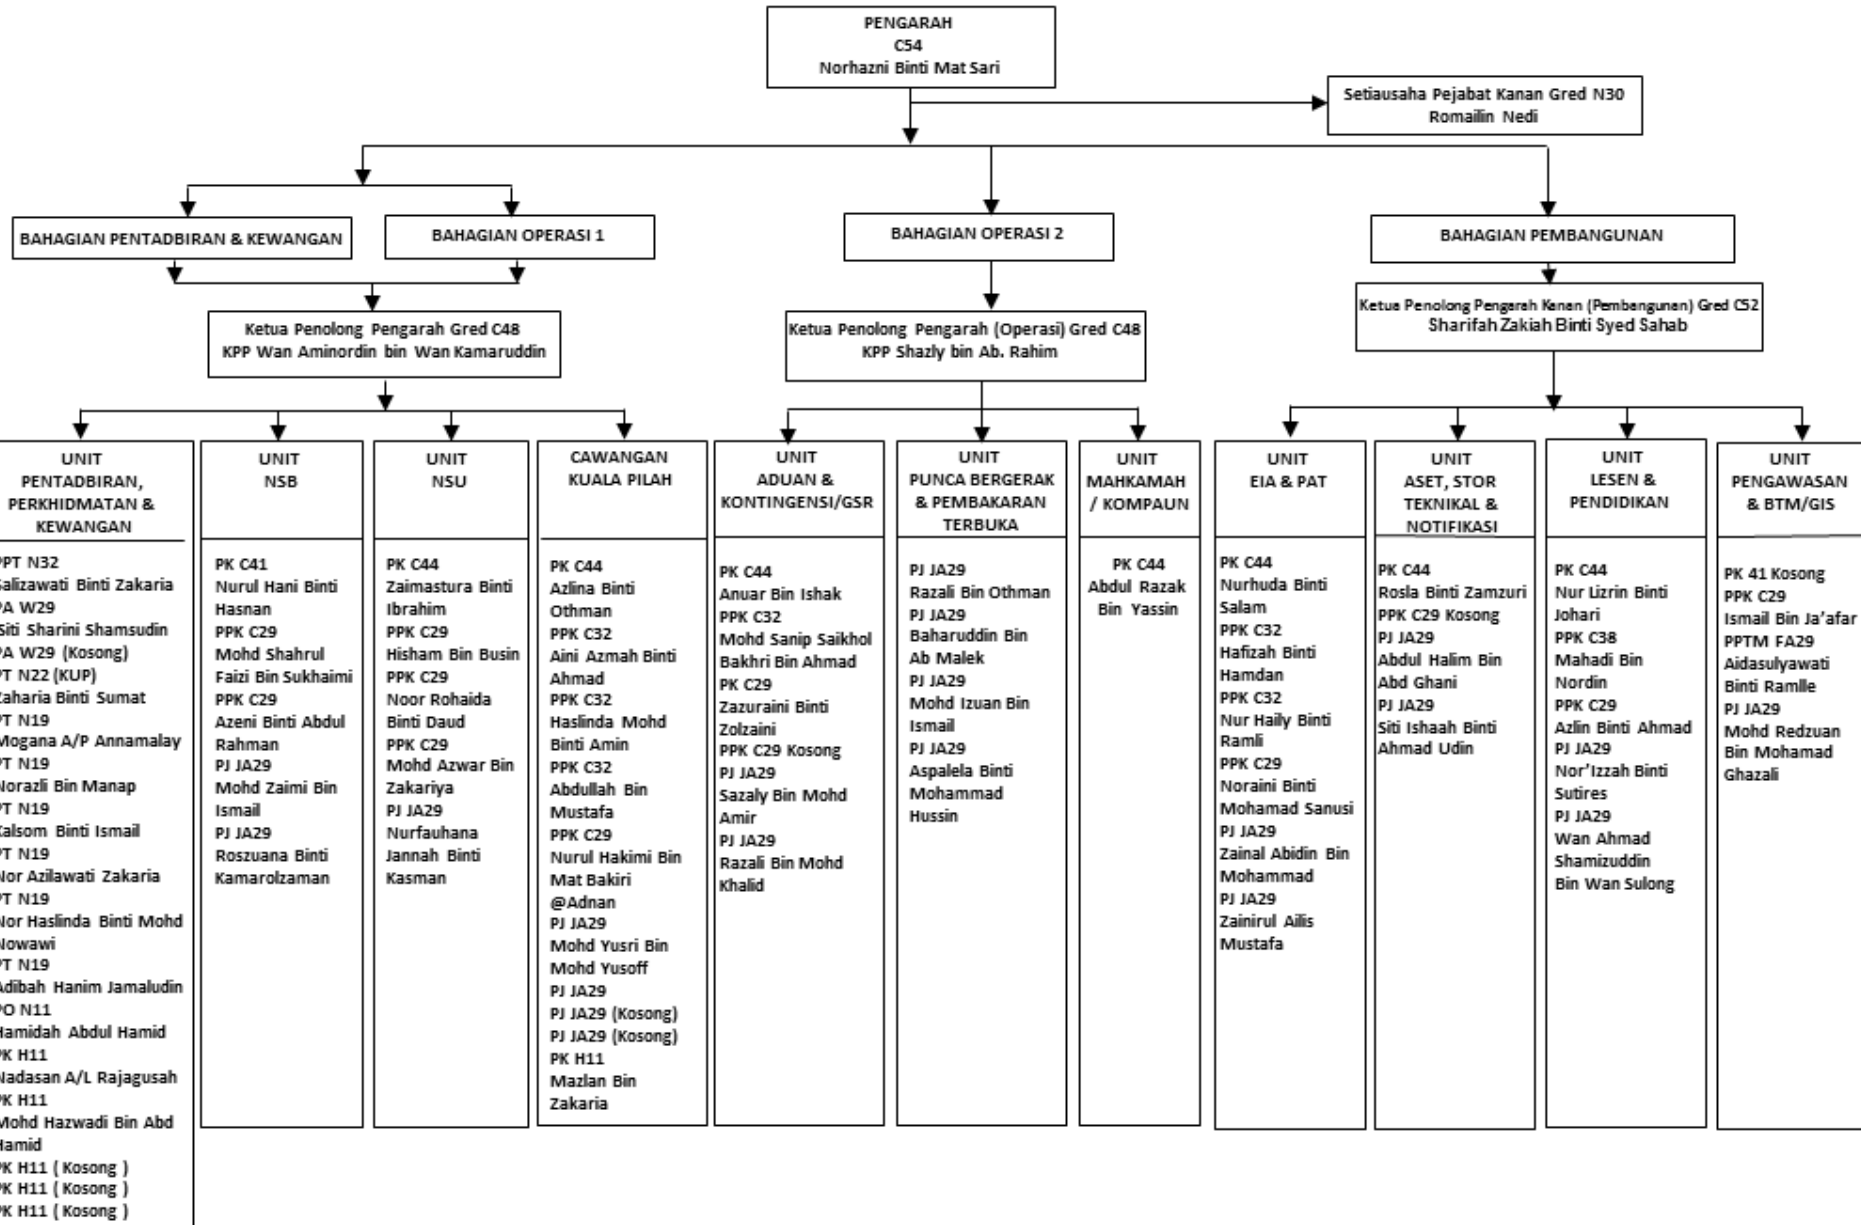 PENGARAH
C54
Norhazni Binti Mat Sari
Setiausaha Pejabat Kanan Gred N30
Romailin Nedi
BAHAGIAN PENTADBIRAN & KEWANGAN
BAHAGIAN OPERASI 1
BAHAGIAN OPERASI 2
BAHAGIAN PEMBANGUNAN
Ketua Penolong Pengarah Gred C48
KPP Wan Aminordin bin Wan Kamaruddin
Ketua Penolong Pengarah (Operasi) Gred C48
KPP Shazly bin Ab. Rahim
Ketua Penolong Pengarah Kanan (Pembangunan) Gred C52
Sharifah Zakiah Binti Syed Sahab
UNIT
PENTADBIRAN,
PERKHIDMATAN &
KEWANGAN
PPT N32
Salizawati Binti Zakaria
PA W29
Siti Sharini Shamsudin
PA W29 (Kosong)
PT N22 (KUP)
Zaharia Binti Sumat
PT N19
Mogana A/P Annamalay
PT N19
Norazli Bin Manap
PT N19
Kalsom Binti Ismail
PT N19
Nor Azilawati Zakaria
PT N19
Nor Haslinda Binti Mohd
Nowawi
PT N19
Adibah Hanim Jamaludin
PO N11
Hamidah Abdul Hamid
PK H11
Nadasan A/L Rajagusah
PK H11
Mohd Hazwadi Bin Abd
Hamid
PK H11 ( Kosong )
PK H11 ( Kosong )
PK H11 ( Kosong )
UNIT
NSB
PK C41
Nurul Hani Binti
Hasnan
PPK C29
Mohd Shahrul
Faizi Bin Sukhaimi
PPK C29
Azeni Binti Abdul
Rahman
PJ JA29
Mohd Zaimi Bin
Ismail
PJ JA29
Roszuana Binti
Kamarolzaman
UNIT
NSU
PK C44
Zaimastura Binti
Ibrahim
PPK C29
Hisham Bin Busin
PPK C29
Noor Rohaida
Binti Daud
PPK C29
Mohd Azwar Bin
Zakariya
PJ JA29
Nurfauhana
Jannah Binti
Kasman
CAWANGAN
KUALA PILAH
PK C44
Azlina Binti
Othman
PPK C32
Aini Azmah Binti
Ahmad
PPK C32
Haslinda Mohd
Binti Amin
PPK C32
Abdullah Bin
Mustafa
PPK C29
Nurul Hakimi Bin
Mat Bakiri
@Adnan
PJ JA29
Mohd Yusri Bin
Mohd Yusoff
PJ JA29
PJ JA29 (Kosong)
PJ JA29 (Kosong)
PK H11
Mazlan Bin
Zakaria
UNIT
ADUAN &
KONTINGENSI/GSR
PK C44
Anuar Bin Ishak
PPK C32
Mohd Sanip Saikhol
Bakhri Bin Ahmad
PK C29
Zazuraini Binti
Zolzaini
PPK C29 Kosong
PJ JA29
Sazaly Bin Mohd
Amir
PJ JA29
Razali Bin Mohd
Khalid
UNIT
PUNCA BERGERAK
& PEMBAKARAN
TERBUKA
PJ JA29
Razali Bin Othman
PJ JA29
Baharuddin Bin
Ab Malek
PJ JA29
Mohd Izuan Bin
Ismail
PJ JA29
Aspalela Binti
Mohammad
Hussin
UNIT
MAHKAMAH
/ KOMPAUN
PK C44
Abdul Razak
Bin Yassin
UNIT
EIA & PAT
PK C44
Nurhuda Binti
Salam
PPK C32
Hafizah Binti
Hamdan
PPK C32
Nur Haily Binti
Ramli
PPK C29
Noraini Binti
Mohamad Sanusi
PJ JA29
Zainal Abidin Bin
Mohammad
PJ JA29
Zainirul Ailis
Mustafa
UNIT
ASET, STOR
TEKNIKAL &
NOTIFIKASI
PK C44
Rosla Binti Zamzuri
PPK C29 Kosong
PJ JA29
Abdul Halim Bin
Abd Ghani
PJ JA29
Siti Ishaah Binti
Ahmad Udin
UNIT
LESEN &
PENDIDIKAN
PK C44
Nur Lizrin Binti
Johari
PPK C38
Mahadi Bin
Nordin
PPK C29
Azlin Binti Ahmad
PJ JA29
Nor'Izzah Binti
Sutires
PJ JA29
Wan Ahmad
Shamizuddin
Bin Wan Sulong
UNIT
PENGAWASAN
& BTM/GIS
PK 41 Kosong
PPK C29
Ismail Bin Ja'afar
PPTM FA29
Aidasulyawati
Binti Ramlle
PJ JA29
Mohd Redzuan
Bin Mohamad
Ghazali